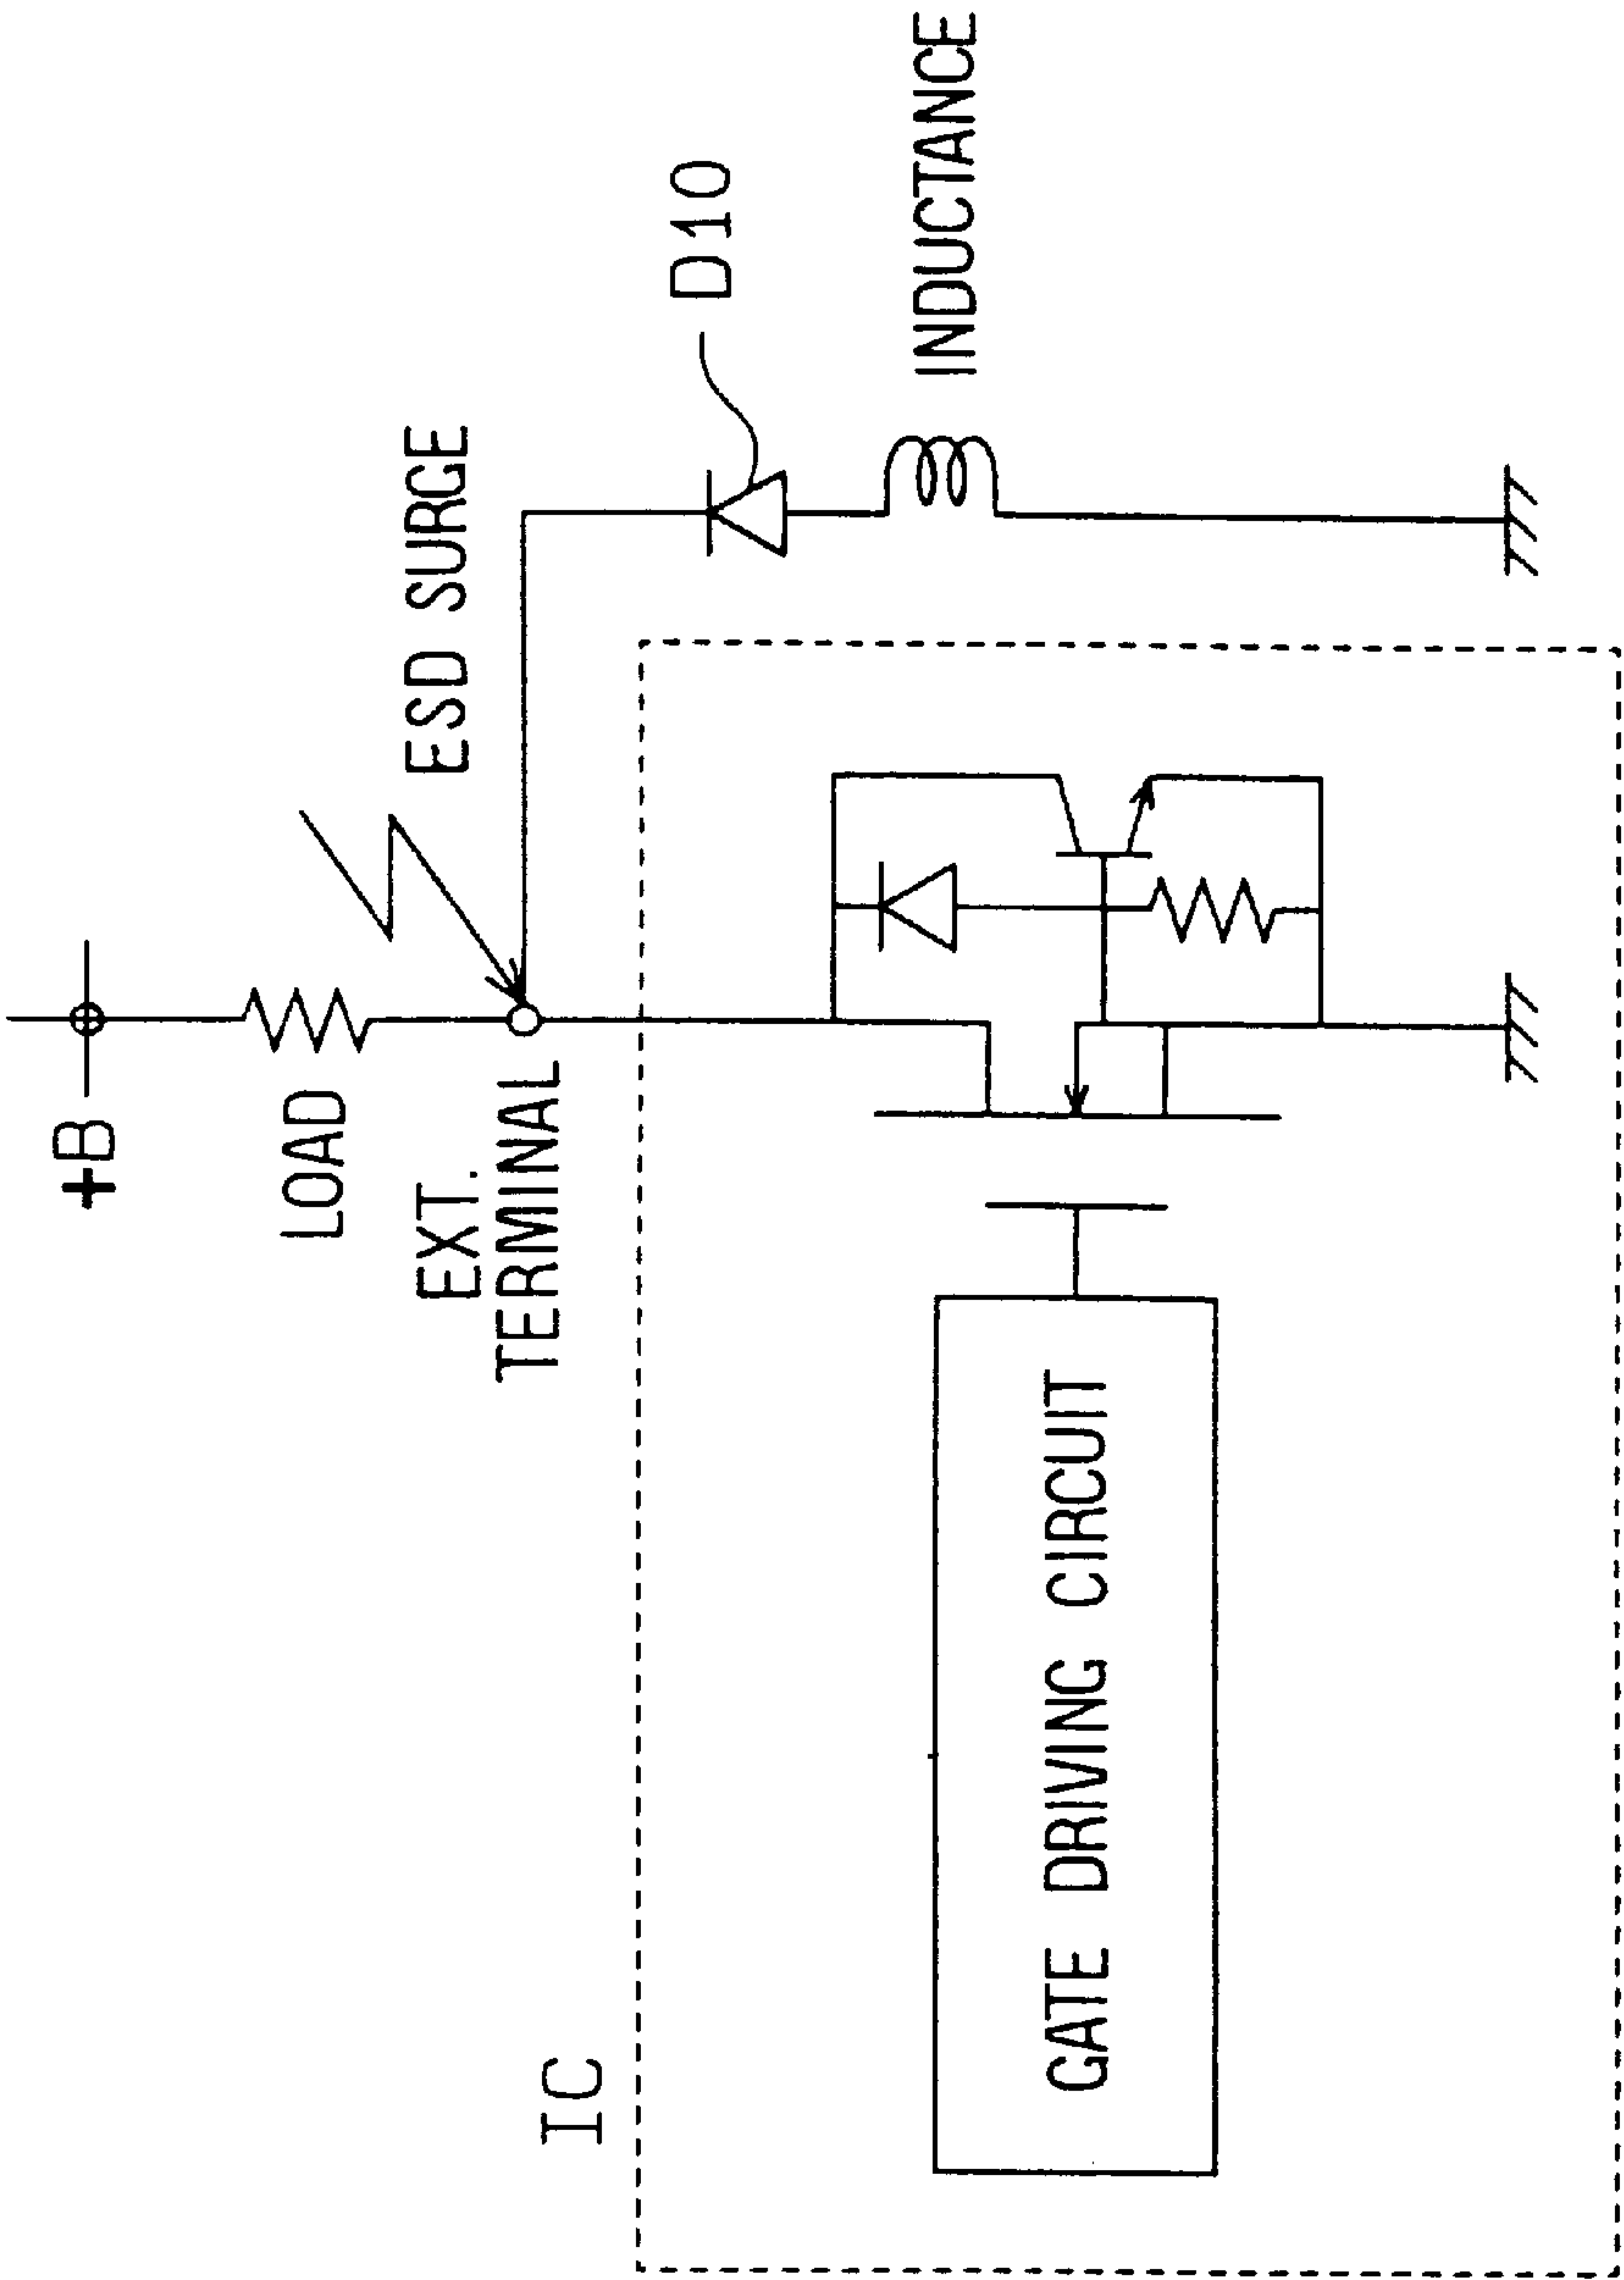 +B
LOAD
EXT.
TERMINAL
ESD SURGE
D10
INDUCTANCE
IC
GATE DRIVING CIRCUIT